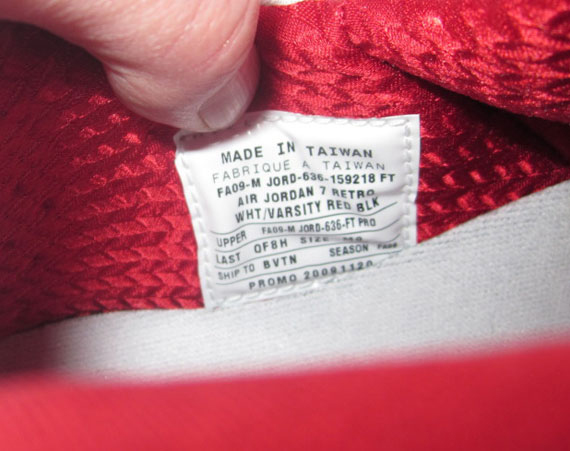 MADE IN TAIWAN
FABRIQUE A TAIWAN
FA09-M JORD-636-159218 FT
AIR JORDAN 7 RETRO
WHT/VARSITY RED BLK
UPPER FA09-M JORD-636-FT PRO
LAST OF8H SIZE
SHIP TO BVTN SEASON FA09
PROMO 20091120